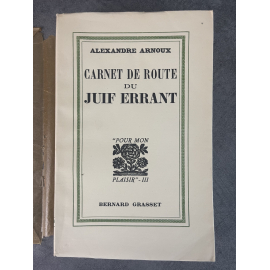 ALEXANDRE ARNOUX
CARNET DE ROUTE
DU
JUIF ERRANT
"POUR MON
PLAISIR"-III
BERNARD GRASSET